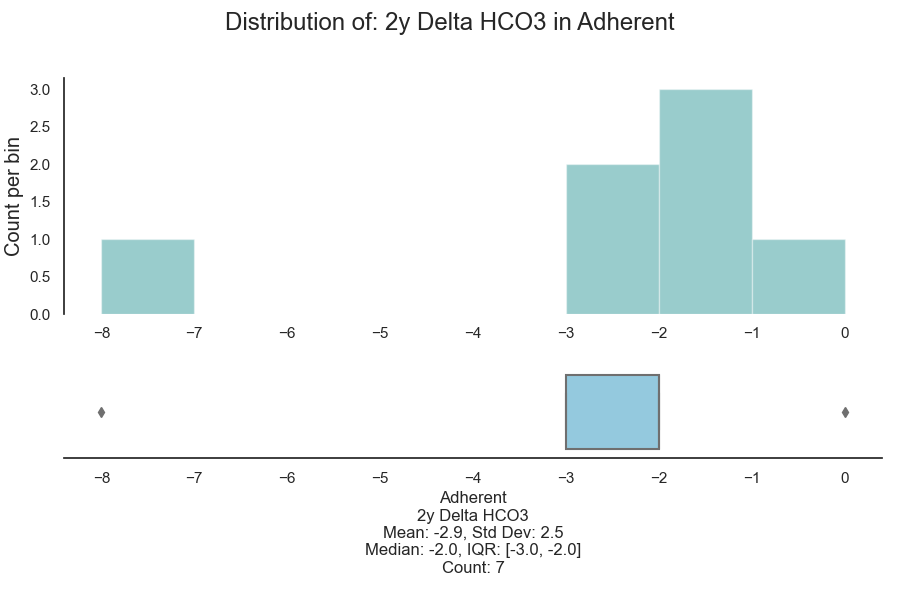 Distribution of: 2y Delta HCO3 in Adherent
Count per bin
3.0
2.5
2.0
1.5
1.0
0.5
0.0
−8 −7 −6 −5 −4 −3 −2 −1 0
−8 −7 −6 −5 −4 −3 −2 −1 0
Adherent
2y Delta HCO3
Mean: -2.9, Std Dev: 2.5
Median: -2.0, IQR: [-3.0, -2.0]
Count: 7